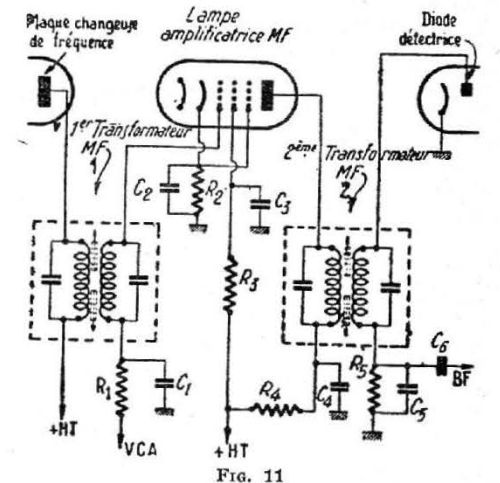 Plaque changeuse
de fréquence
Lampe
amplificatrice MF
Diode
détectrice
1er Transformateur
MF
1
2ème Transformateur
MF
2
C2
R2
C3
R3
R1
C1
R4
C4
R5
C5
C6
BF
+HT
VCA
+HT
FIG. 11